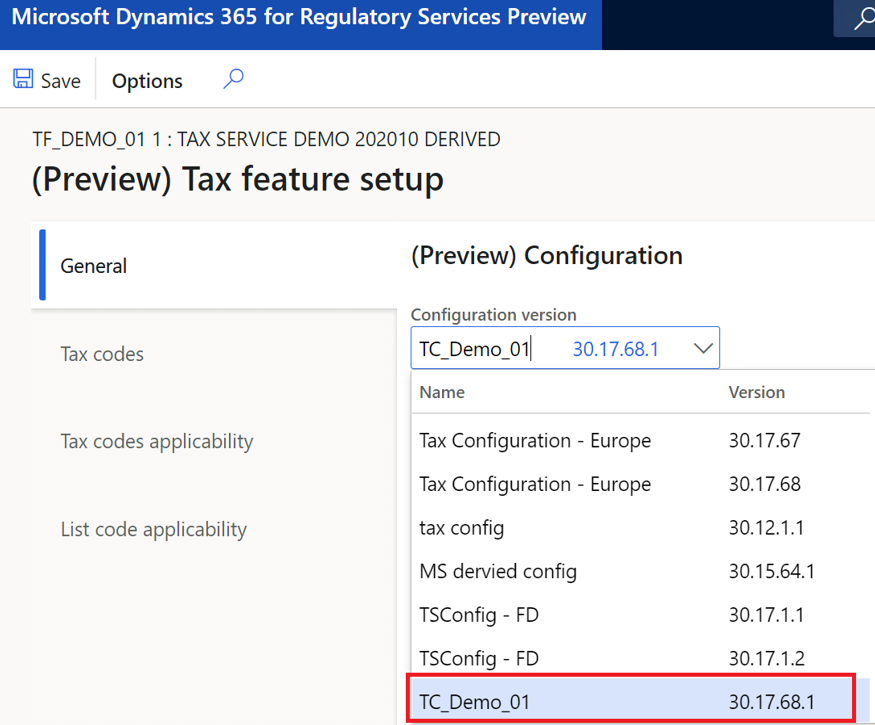 Microsoft Dynamics 365 for Regulatory Services Preview
Save Options
TF_DEMO_01 1 : TAX SERVICE DEMO 202010 DERIVED
(Preview) Tax feature setup
General
Tax codes
Tax codes applicability
List code applicability
(Preview) Configuration
Configuration version
TC_Demo_01 30.17.68.1
Name Version
Tax Configuration - Europe 30.17.67
Tax Configuration - Europe 30.17.68
tax config 30.12.1.1
MS dervied config 30.15.64.1
TSConfig - FD 30.17.1.1
TSConfig - FD 30.17.1.2
TC_Demo_01 30.17.68.1